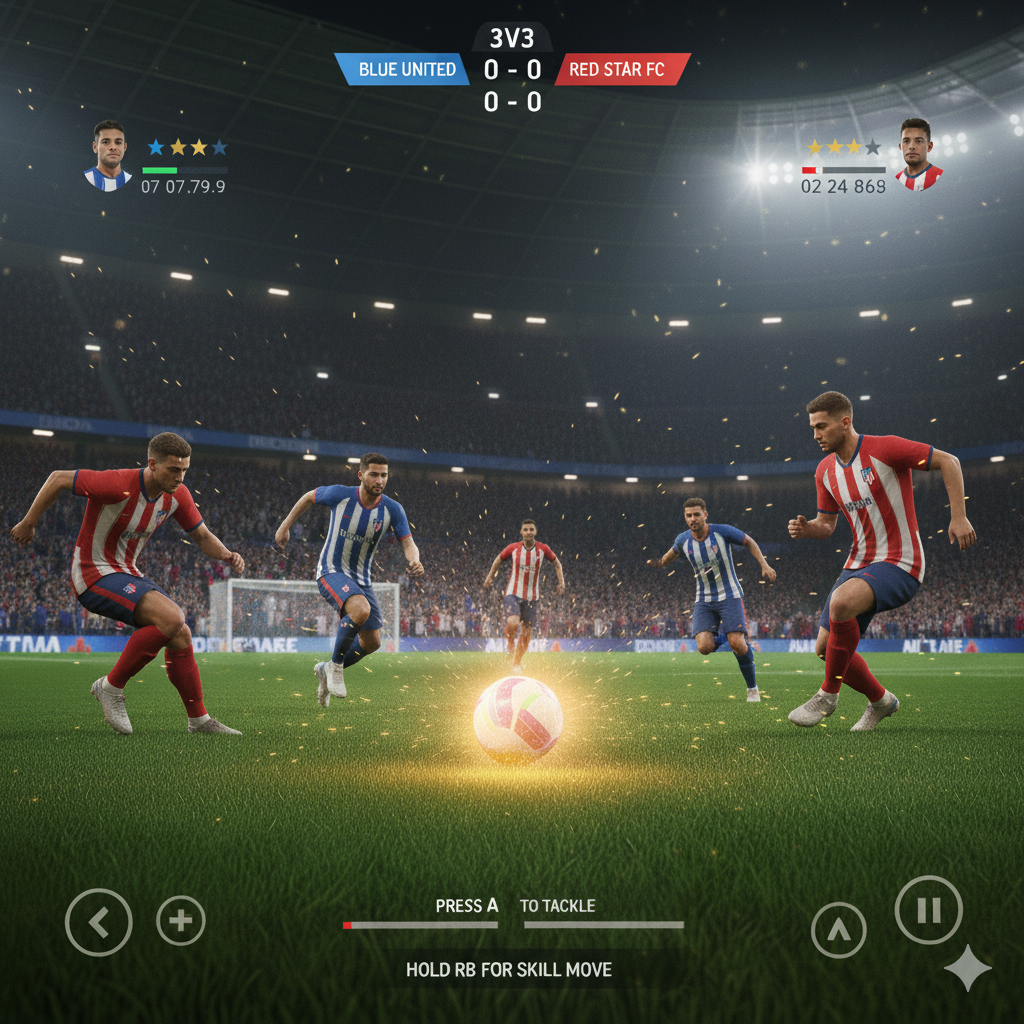 3V3
BLUE UNITED 0 - 0 RED STAR FC
0 - 0
07 07.79.9
02 24 868
PRESS A TO TACKLE
HOLD RB FOR SKILL MOVE